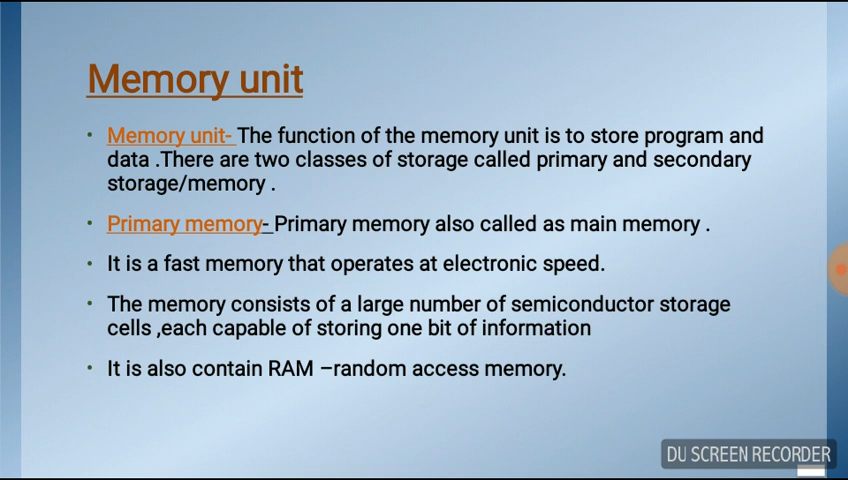 Memory unit
• Memory unit- The function of the memory unit is to store program and
data .There are two classes of storage called primary and secondary
storage/memory .
• Primary memory- Primary memory also called as main memory .
• It is a fast memory that operates at electronic speed.
• The memory consists of a large number of semiconductor storage
cells ,each capable of storing one bit of information
• It is also contain RAM –random access memory.
DU SCREEN RECORDER